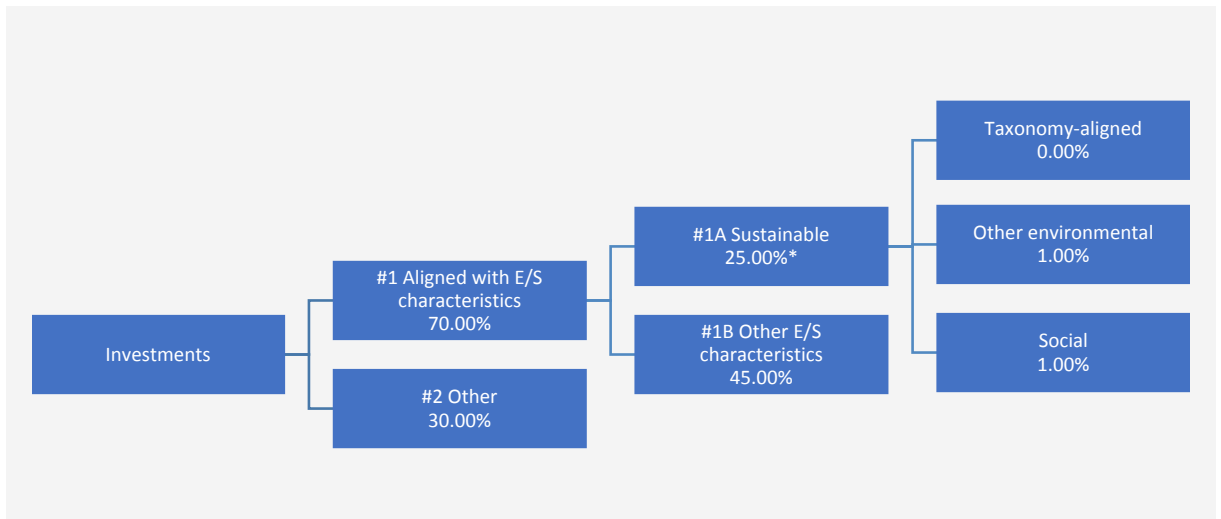 Investments
#1 Aligned with E/S
characteristics
70.00%
#2 Other
30.00%
#1A Sustainable
25.00%*
#1B Other E/S
characteristics
45.00%
Taxonomy-aligned
0.00%
Other environmental
1.00%
Social
1.00%